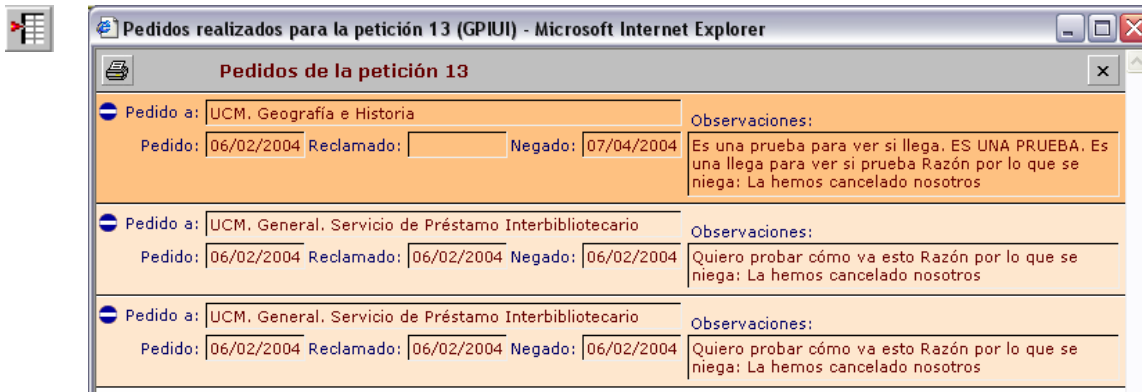 Pedidos realizados para la petición 13 (GPIUI) - Microsoft Internet Explorer
Pedidos de la petición 13
Pedido a: UCM. Geografía e Historia
Observaciones:
Pedido: 06/02/2004 Reclamado: Negado: 07/04/2004
Es una prueba para ver si llega. ES UNA PRUEBA. Es
una llega para ver si prueba Razón por lo que se
niega: La hemos cancelado nosotros
Pedido a: UCM. General. Servicio de Préstamo Interbibliotecario
Observaciones:
Pedido: 06/02/2004 Reclamado: 06/02/2004 Negado: 06/02/2004
Quiero probar cómo va esto Razón por lo que se
niega: La hemos cancelado nosotros
Pedido a: UCM. General. Servicio de Préstamo Interbibliotecario
Observaciones:
Pedido: 06/02/2004 Reclamado: 06/02/2004 Negado: 06/02/2004
Quiero probar cómo va esto Razón por lo que se
niega: La hemos cancelado nosotros